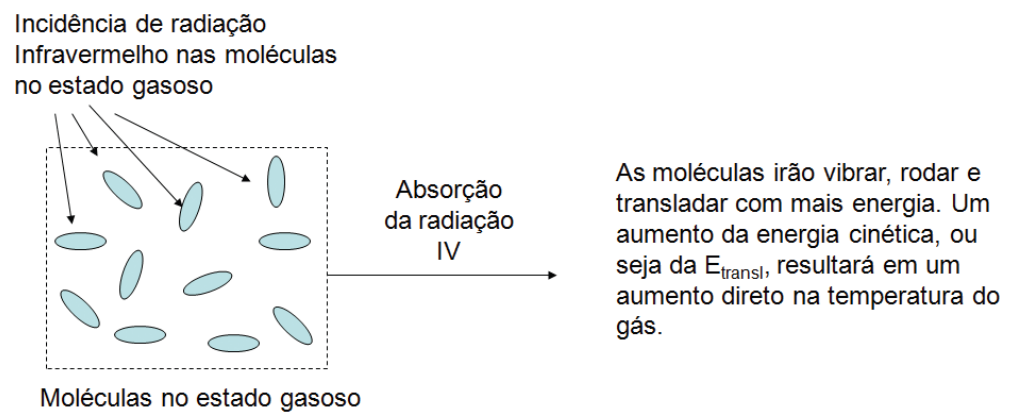 Incidência de radiação
Infravermelho nas moléculas
no estado gasoso
Absorção
da radiação
IV
As moléculas irão vibrar, rodar e
transladar com mais energia. Um
aumento da energia cinética, ou
seja da Etransl, resultará em um
aumento direto na temperatura do
gás.
Moléculas no estado gasoso